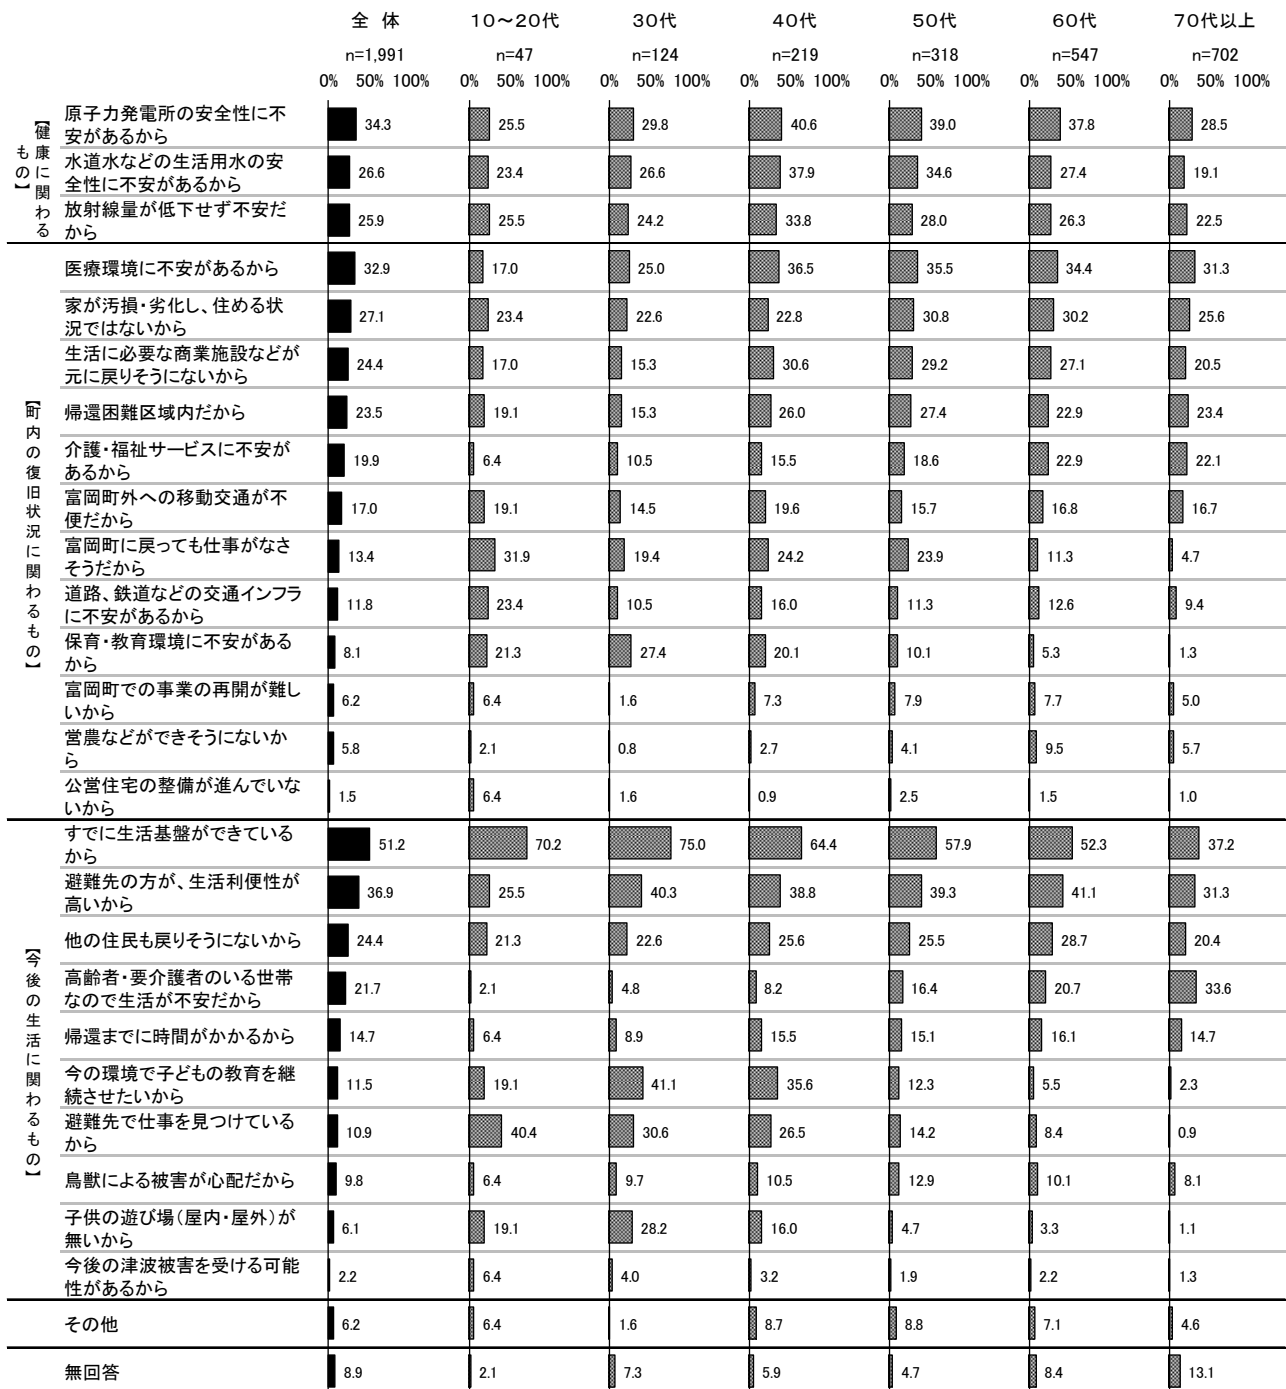 全 体 10～20代 30代 40代 50代 60代 70代以上
n=1,991 n=47 n=124 n=219 n=318 n=547 n=702
0% 50% 100% 0% 50% 100% 0% 50% 100% 0% 50% 100% 0% 50% 100% 0% 50% 100% 0% 50% 100%
【健康に関わるもの】
原子力発電所の安全性に不
安があるから
34.3 25.5 29.8 40.6 39.0 37.8 28.5
水道水などの生活用水の安
全性に不安があるから
26.6 23.4 26.6 37.9 34.6 27.4 19.1
放射線量が低下せず不安だ
から
25.9 25.5 24.2 33.8 28.0 26.3 22.5
【町内の復旧状況に関わるもの】
医療環境に不安があるから
32.9 17.0 25.0 36.5 35.5 34.4 31.3
家が汚損・劣化し、住める状
況ではないから
27.1 23.4 22.6 22.8 30.8 30.2 25.6
生活に必要な商業施設などが
元に戻りそうにないから
24.4 17.0 15.3 30.6 29.2 27.1 20.5
帰還困難区域内だから
23.5 19.1 15.3 26.0 27.4 22.9 23.4
介護・福祉サービスに不安が
あるから
19.9 6.4 10.5 15.5 18.6 22.9 22.1
富岡町外への移動交通が不
便だから
17.0 19.1 14.5 19.6 15.7 16.8 16.7
富岡町に戻っても仕事がなさ
そうだから
13.4 31.9 19.4 24.2 23.9 11.3 4.7
道路、鉄道などの交通インフラ
に不安があるから
11.8 23.4 10.5 16.0 11.3 12.6 9.4
保育・教育環境に不安がある
から
8.1 21.3 27.4 20.1 10.1 5.3 1.3
富岡町での事業の再開が難し
いから
6.2 6.4 1.6 7.3 7.9 7.7 5.0
営農などができそうにないか
ら
5.8 2.1 0.8 2.7 4.1 9.5 5.7
公営住宅の整備が進んでいな
いから
1.5 6.4 1.6 0.9 2.5 1.5 1.0
【今後の生活に関わるもの】
すでに生活基盤ができている
から
51.2 70.2 75.0 64.4 57.9 52.3 37.2
避難先の方が、生活利便性が
高いから
36.9 25.5 40.3 38.8 39.3 41.1 31.3
他の住民も戻りそうにないから
24.4 21.3 22.6 25.6 25.5 28.7 20.4
高齢者・要介護者のいる世帯
なので生活が不安だから
21.7 2.1 4.8 8.2 16.4 20.7 33.6
帰還までに時間がかかるから
14.7 6.4 8.9 15.5 15.1 16.1 14.7
今の環境で子どもの教育を継
続させたいから
11.5 19.1 41.1 35.6 12.3 5.5 2.3
避難先で仕事を見つけている
から
10.9 40.4 30.6 26.5 14.2 8.4 0.9
鳥獣による被害が心配だから
9.8 6.4 9.7 10.5 12.9 10.1 8.1
子供の遊び場（屋内・屋外）が
無いから
6.1 19.1 28.2 16.0 4.7 3.3 1.1
今後の津波被害を受ける可能
性があるから
2.2 6.4 4.0 3.2 1.9 2.2 1.3
その他
6.2 6.4 1.6 8.7 8.8 7.1 4.6
無回答
8.9 2.1 7.3 5.9 4.7 8.4 13.1